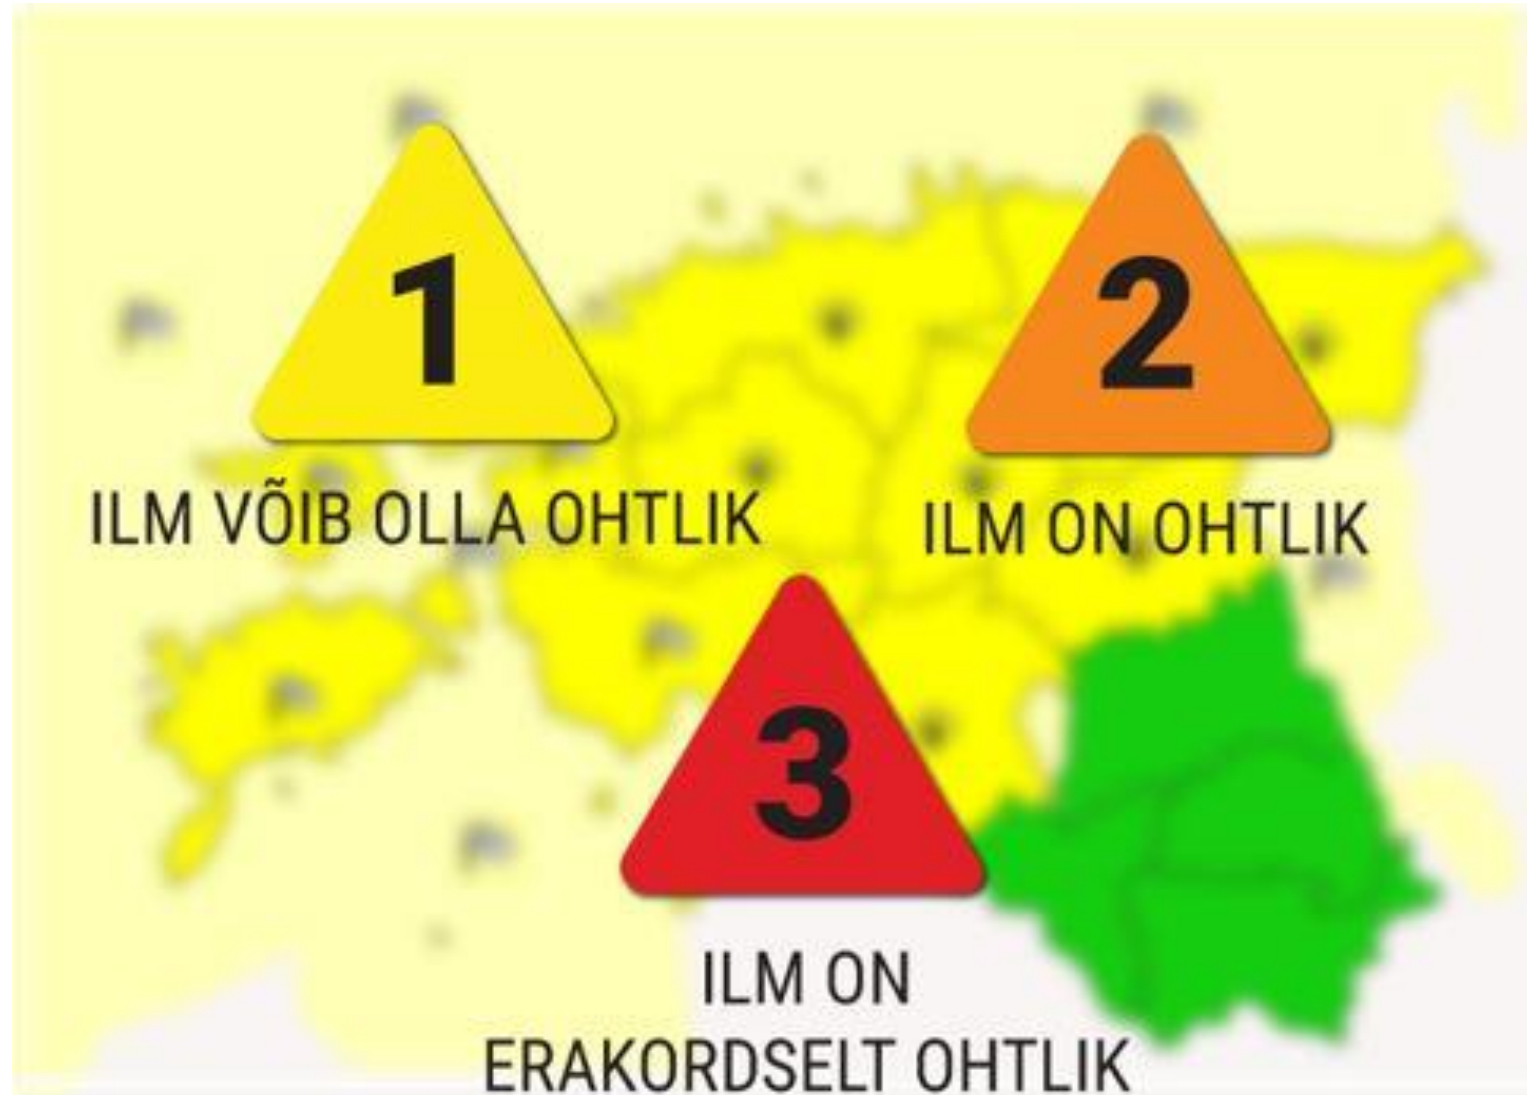 1
ILM VÕIB OLLA OHTLIK
2
ILM ON OHTLIK
3
ILM ON
ERAKORDSELT OHTLIK